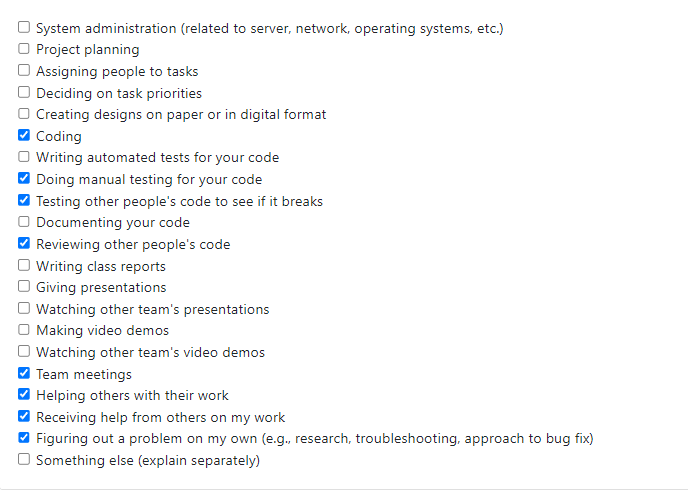 System administration (related to server, network, operating systems, etc.)
Project planning
Assigning people to tasks
Deciding on task priorities
Creating designs on paper or in digital format
Coding
Writing automated tests for your code
Doing manual testing for your code
Testing other people's code to see if it breaks
Documenting your code
Reviewing other people's code
Writing class reports
Giving presentations
Watching other team's presentations
Making video demos
Watching other team's video demos
Team meetings
Helping others with their work
Receiving help from others on my work
Figuring out a problem on my own (e.g., research, troubleshooting, approach to bug fix)
Something else (explain separately)